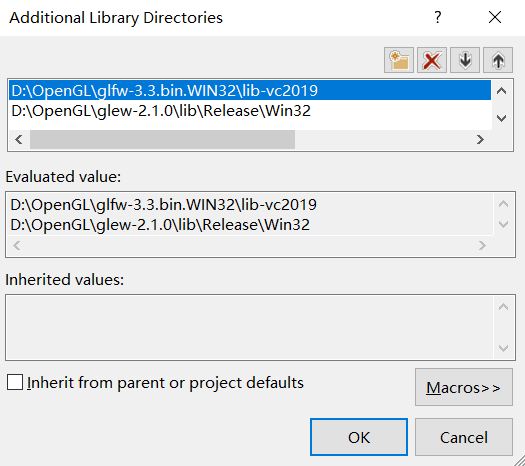 Additional Library Directories
D:\OpenGL\glfw-3.3.bin.WIN32\lib-vc2019
D:\OpenGL\glew-2.1.0\lib\Release\Win32
Evaluated value:
D:\OpenGL\glfw-3.3.bin.WIN32\lib-vc2019
D:\OpenGL\glew-2.1.0\lib\Release\Win32
Inherited values:
Inherit from parent or project defaults
Macros>>
OK
Cancel